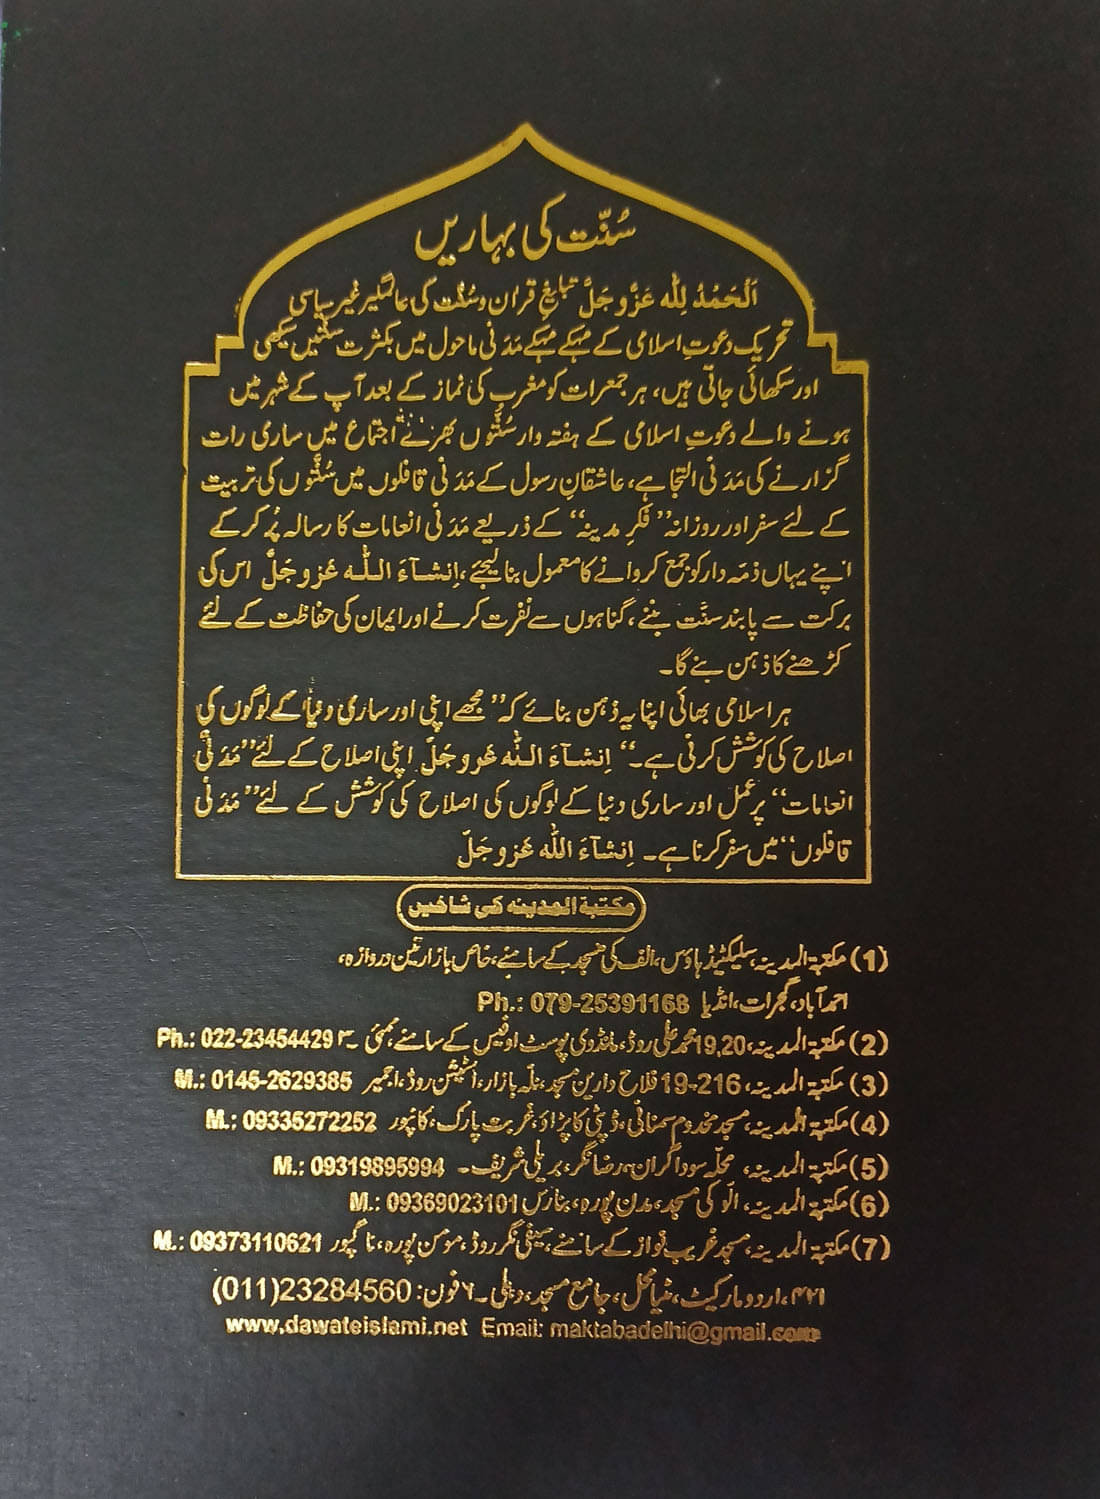 سُنّت کی بہاریں
اَلْحَمْدُ لِلّٰہ عَزَّوَجَلَّ تبلیغِ قرآن و سُنّت کی عالمگیر غیر سیاسی
تحریک دعوتِ اسلامی کے مہکے مہکے مَدَنی ماحول میں بکثرت سنّتیں سیکھی
اور سکھائی جاتی ہیں، ہر جمعرات کو مغرب کی نماز کے بعد آپ کے شہر میں
ہونے والے دعوتِ اسلامی کے ہفتہ وار سُنّتوں بھرے اجتماع میں ساری رات
گزارنے کی مَدَنی التجا ہے، عاشقانِ رسول کے مَدَنی قافلوں میں سُنّتوں کی تربیت
کے لئے سفر اور روزانہ ”فکرِ مدینہ“ کے ذریعے مَدَنی انعامات کا رسالہ پُر کر کے
اپنے یہاں ذمّہ دار کو جمع کروانے کا معمول بنا لیجئے، اِنشآءَ اللّٰہ عَزَّوَجَلَّ اس کی
برکت سے پابندِ سنّت بننے، گناہوں سے نفرت کرنے اور ایمان کی حفاظت کے لئے
کڑھنے کا ذہن بنے گا۔
ہر اسلامی بھائی اپنا یہ ذہن بنائے کہ ”مجھے اپنی اور ساری دنیا کے لوگوں کی
اصلاح کی کوشش کرنی ہے۔“ اِنشآءَ اللّٰہ عَزَّوَجَلَّ اپنی اصلاح کے لئے ”مَدَنی
انعامات“ پر عمل اور ساری دنیا کے لوگوں کی اصلاح کی کوشش کے لئے ”مَدَنی
قافلوں“ میں سفر کرنا ہے۔ اِنشآءَ اللّٰہ عَزَّوَجَلَّ
مکتبۃ المدینہ کی شاخیں
(1) مکتبۃ المدینہ، سلیکٹیڈ ہاؤس، الف کی مسجد کے سامنے، خاص بازار تین دروازہ،
احمد آباد، گجرات، انڈیا Ph.: 079-25391168
(2) مکتبۃ المدینہ، 19,20 محمد علی روڈ، مانڈوی پوسٹ اوفیس کے سامنے، ممبئی ۔۳ Ph.: 022-23454429
(3) مکتبۃ المدینہ، 19-216 فلاح دارین مسجد، نلہ بازار، اسٹیشن روڈ، اجمیر M.: 0145-2629385
(4) مکتبۃ المدینہ، مسجد مخدوم سمنانی، ڈپٹی کا پڑاؤ، غربت پارک، کانپور M.: 09335272252
(5) مکتبۃ المدینہ، محلّہ سوداگران، رضا نگر، بریلی شریف۔ M.: 09319895994
(6) مکتبۃ المدینہ، الّو کی مسجد، مدن پورہ، بنارس M.: 09369023101
(7) مکتبۃ المدینہ، مسجد غریب نواز کے سامنے، سیفی نگر روڈ، مومن پورہ، ناگپور M.: 09373110621
۴۲۱، اردو مارکیٹ، مٹیا محل، جامع مسجد، دہلی ۔۶ فون: 23284560(011)
www.dawateislami.net Email: maktabadelhi@gmail.com